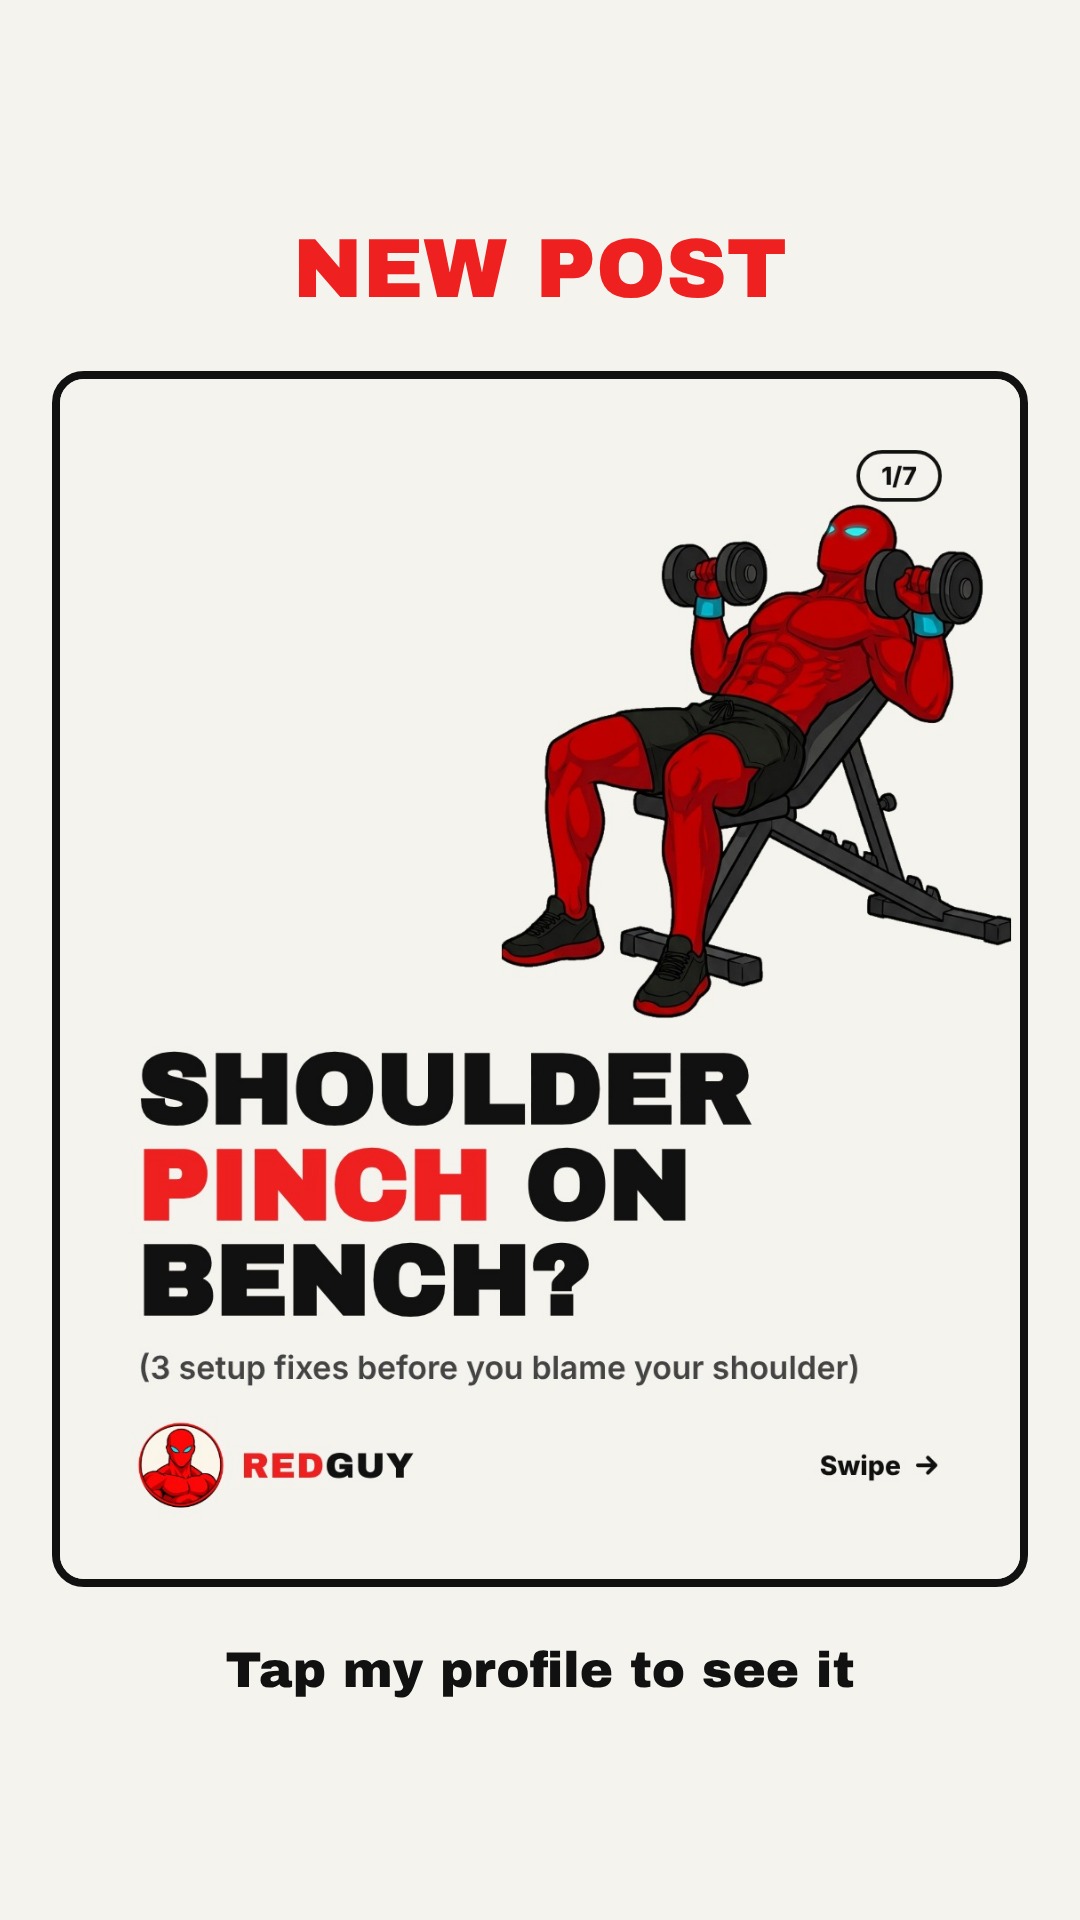 NEW POST
1/7
SHOULDER
PINCH ON
BENCH?
(3 setup fixes before you blame your shoulder)
REDGUY
Swipe →
Tap my profile to see it